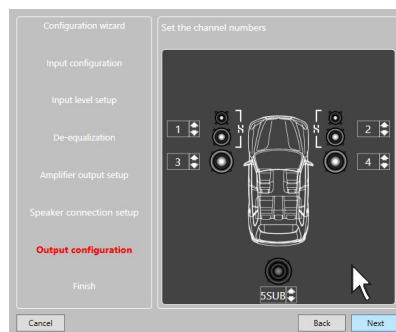 Configuration wizard
Set the channel numbers
Input configuration
Input level setup
De-equalization
Amplifier output setup
Speaker connection setup
Output configuration
Finish
1
2
3
4
5SUB
Cancel
Back
Next